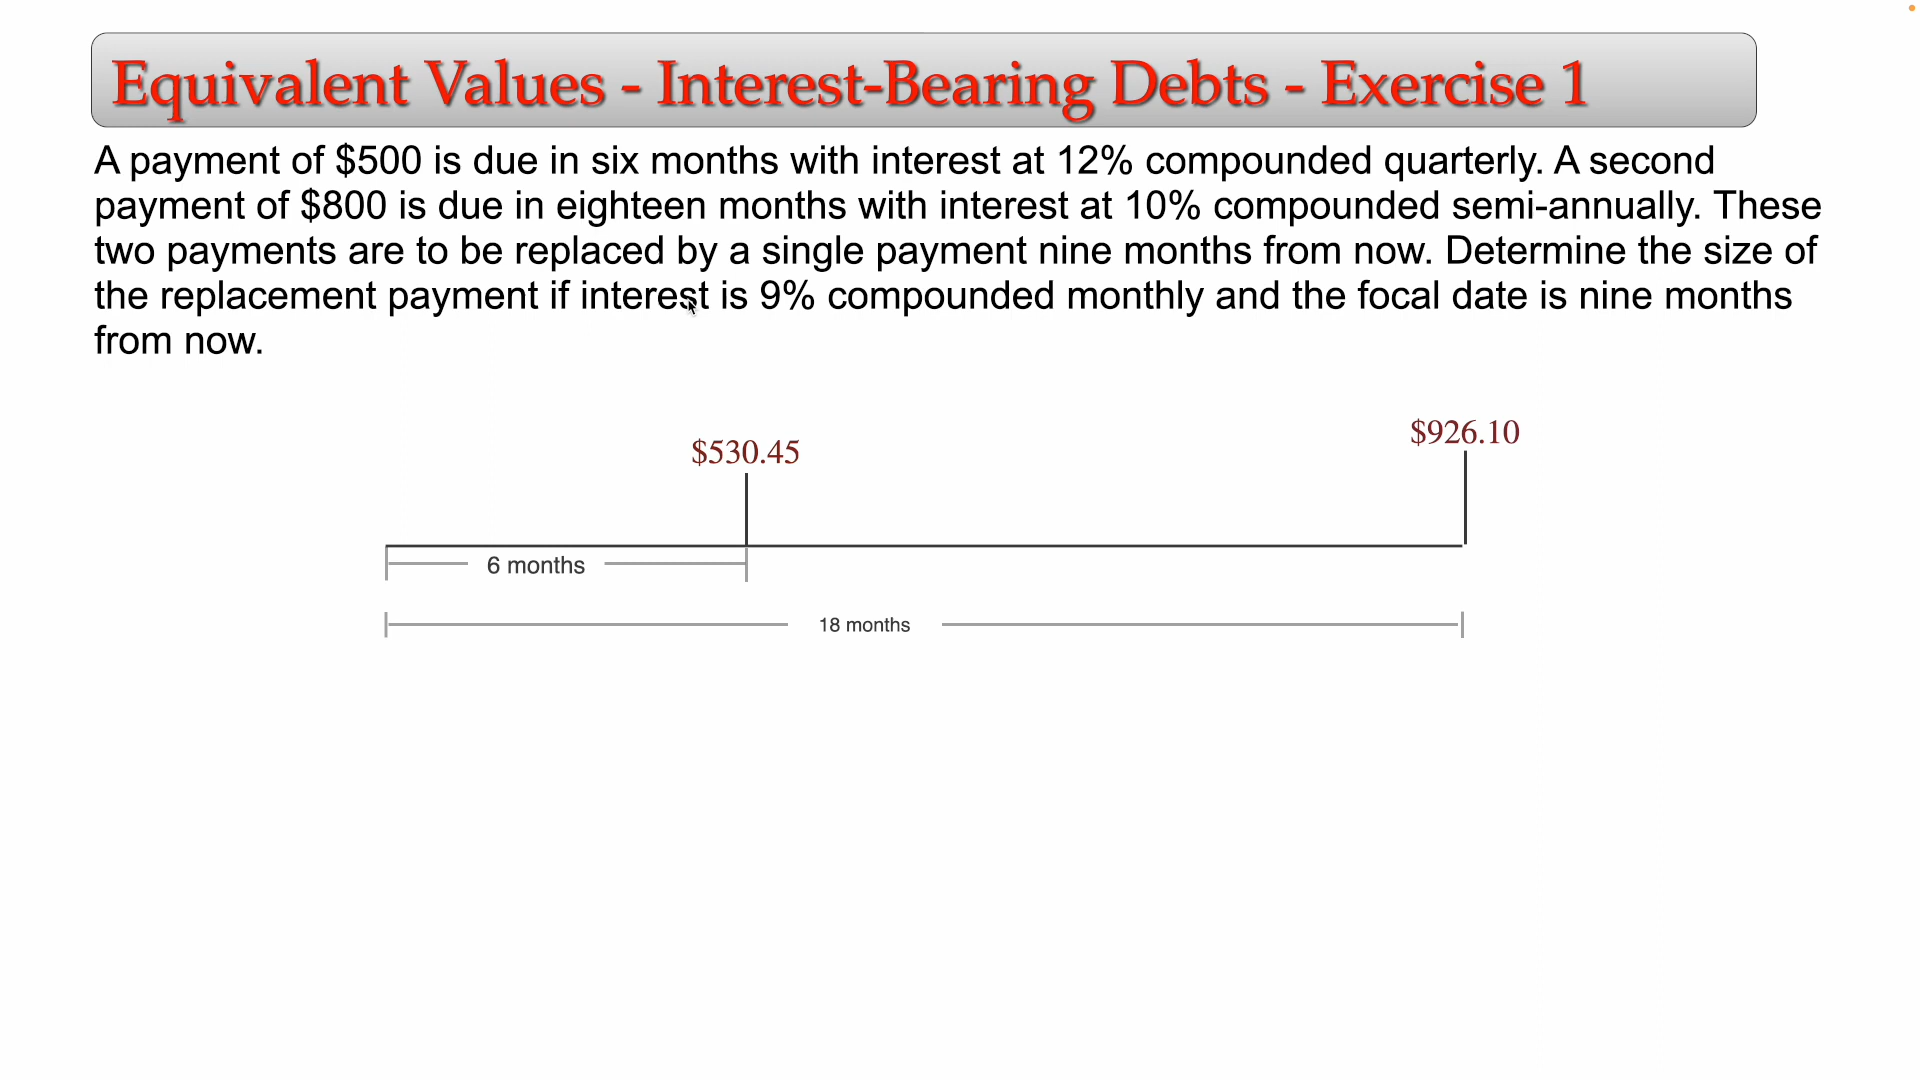 Equivalent Values - Interest-Bearing Debts - Exercise 1
A payment of $500 is due in six months with interest at 12% compounded quarterly. A second
payment of $800 is due in eighteen months with interest at 10% compounded semi-annually. These
two payments are to be replaced by a single payment nine months from now. Determine the size of
the replacement payment if interest is 9% compounded monthly and the focal date is nine months
from now.
$530.45
$926.10
6 months
18 months